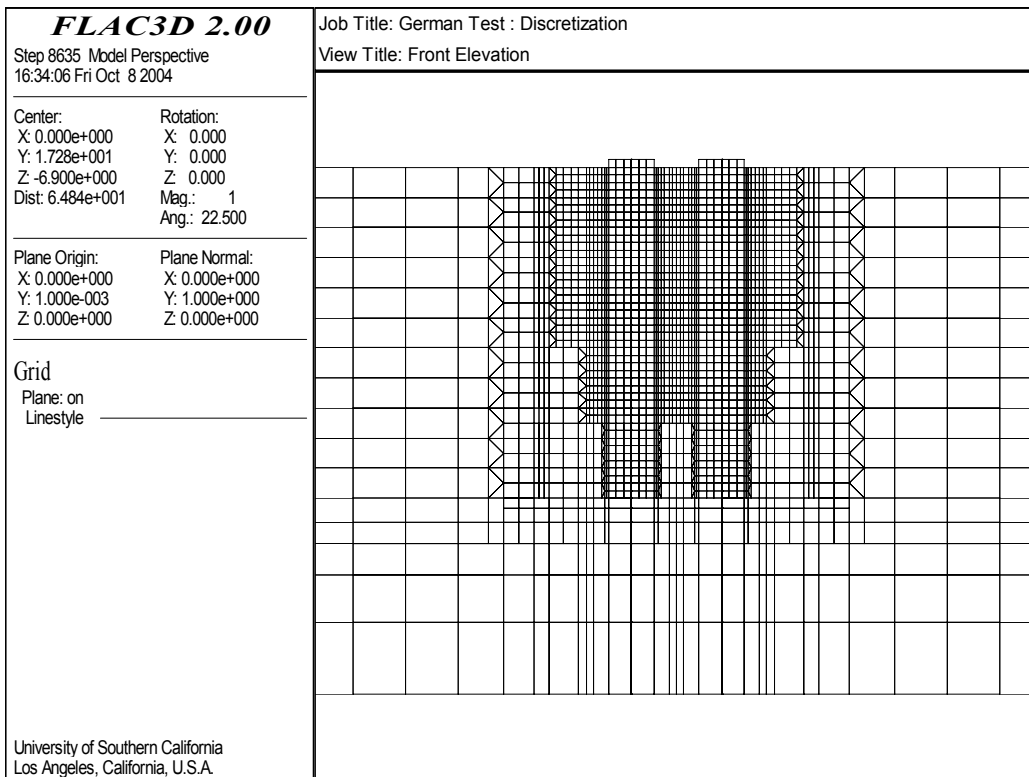 FLAC3D 2.00
Step 8635  Model Perspective
16:34:06 Fri Oct  8 2004
Center:
X: 0.000e+000
Y: 1.728e+001
Z: -6.900e+000
Dist: 6.484e+001
Rotation:
X:   0.000
Y:   0.000
Z:   0.000
Mag.:       1
Ang.:  22.500
Plane Origin:
X: 0.000e+000
Y: 1.000e-003
Z: 0.000e+000
Plane Normal:
X: 0.000e+000
Y: 1.000e+000
Z: 0.000e+000
Grid
Plane: on
Linestyle
University of Southern California
Los Angeles, California, U.S.A.
Job Title: German Test : Discretization
View Title: Front Elevation